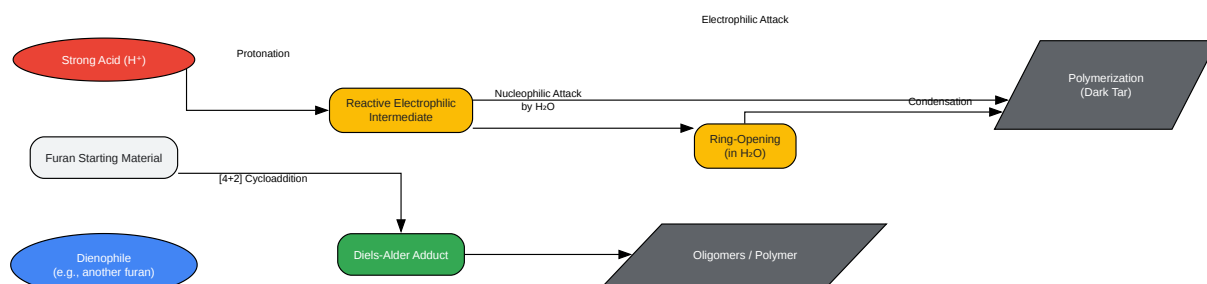 Electrophilic Attack
Strong Acid (H⁺)
Protonation
Polymerization
(Dark Tar)
Reactive Electrophilic
Intermediate
Nucleophilic Attack
by H₂O
Condensation
Ring-Opening
(in H₂O)
Furan Starting Material
[4+2] Cycloaddition
Diels-Alder Adduct
Oligomers / Polymer
Dienophile
(e.g., another furan)